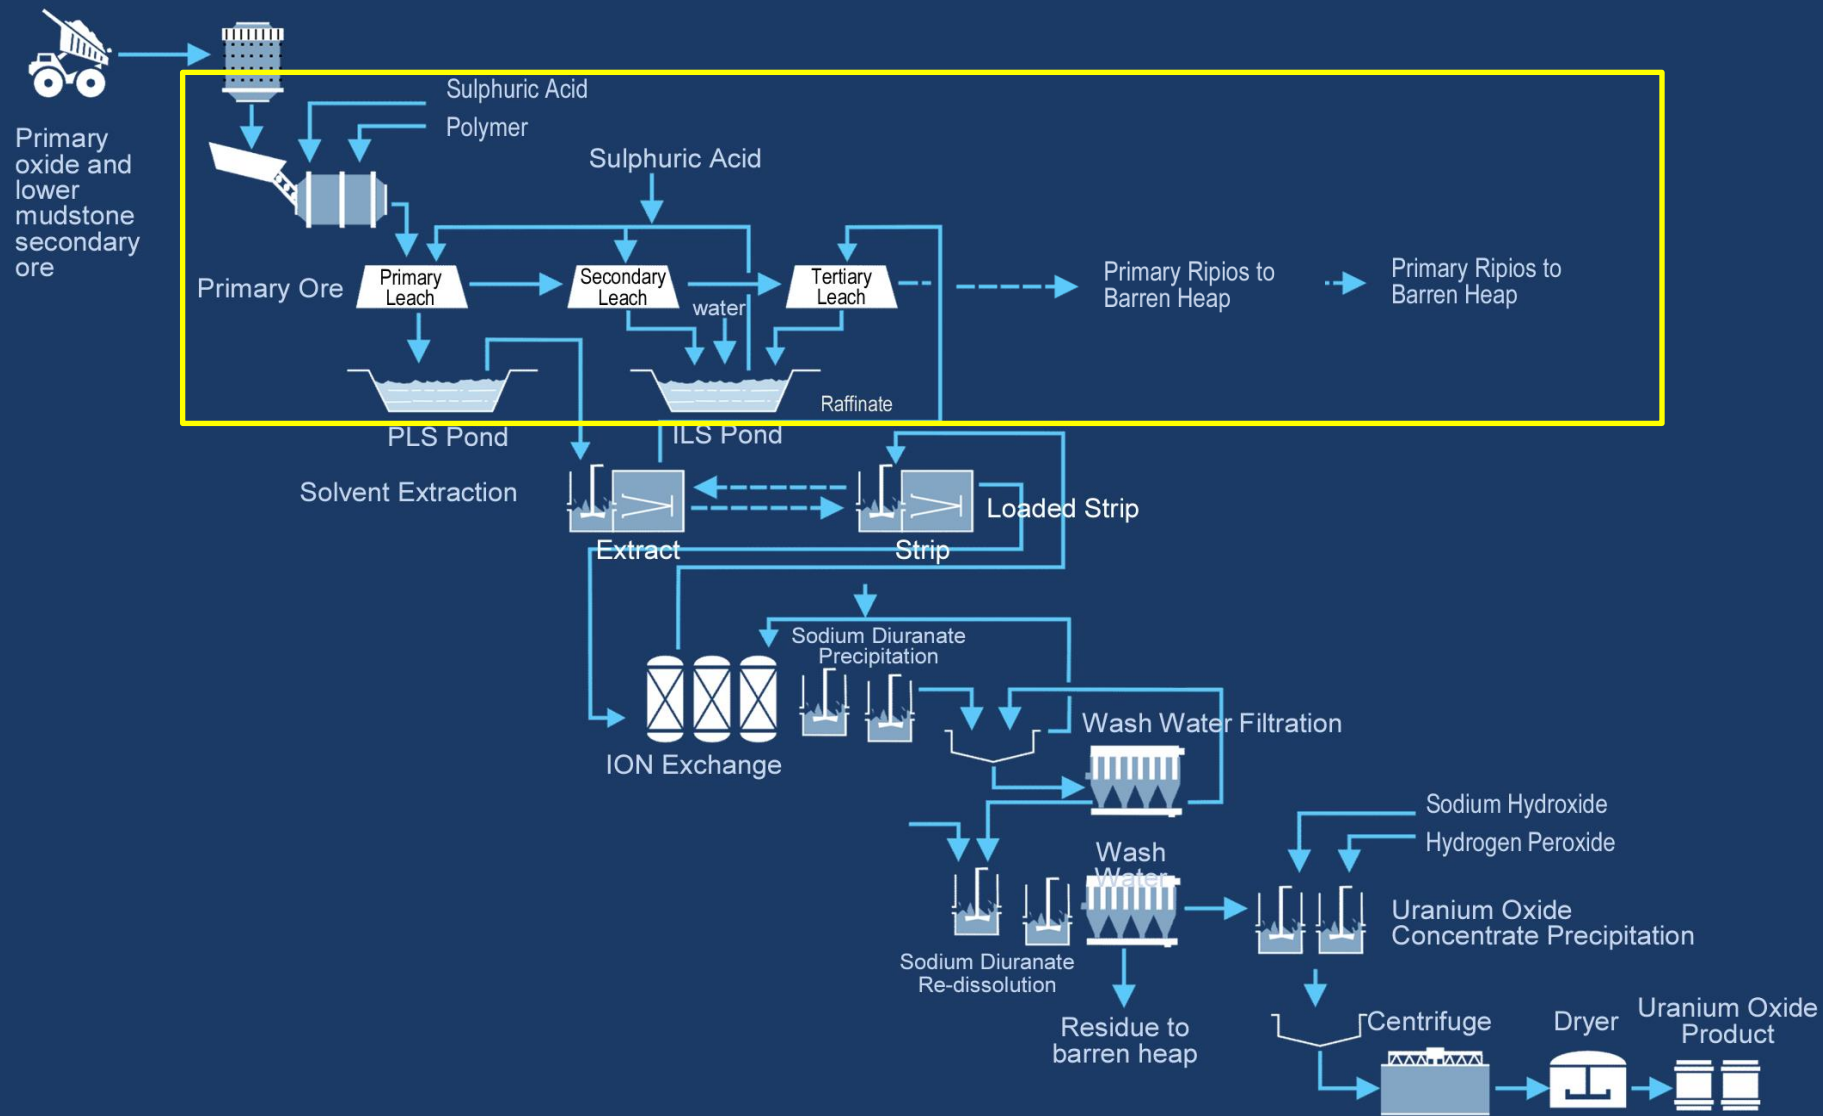 Primary
oxide and
lower
mudstone
secondary
ore
Sulphuric Acid
Polymer
Sulphuric Acid
Primary Ore
Primary
Leach
Secondary
Leach
water
Tertiary
Leach
Primary Ripios to
Barren Heap
Primary Ripios to
Barren Heap
Raffinate
PLS Pond
ILS Pond
Solvent Extraction
Extract
Strip
Loaded Strip
Sodium Diuranate
Precipitation
ION Exchange
Wash Water Filtration
Wash
Water
Sodium Hydroxide
Hydrogen Peroxide
Uranium Oxide
Concentrate Precipitation
Sodium Diuranate
Re-dissolution
Residue to
barren heap
Centrifuge
Dryer
Uranium Oxide
Product